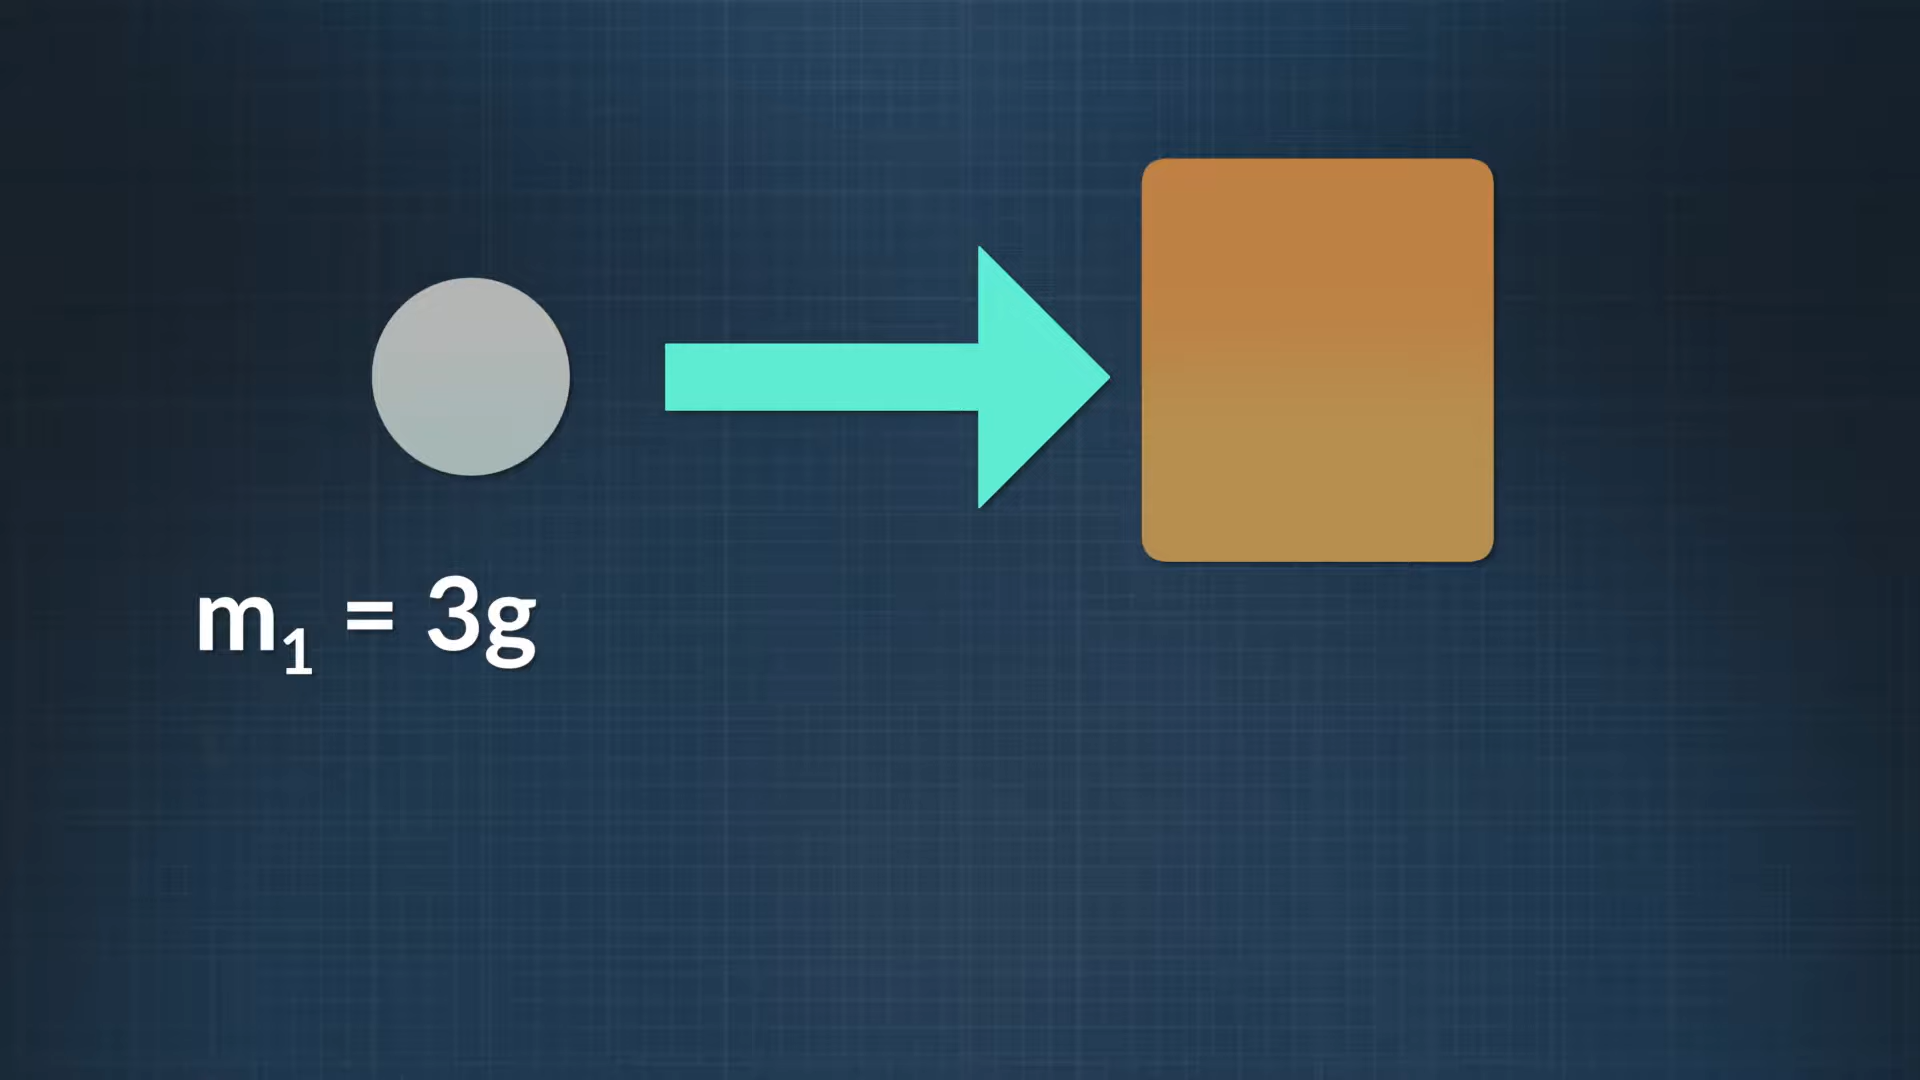 m₁ = 3g